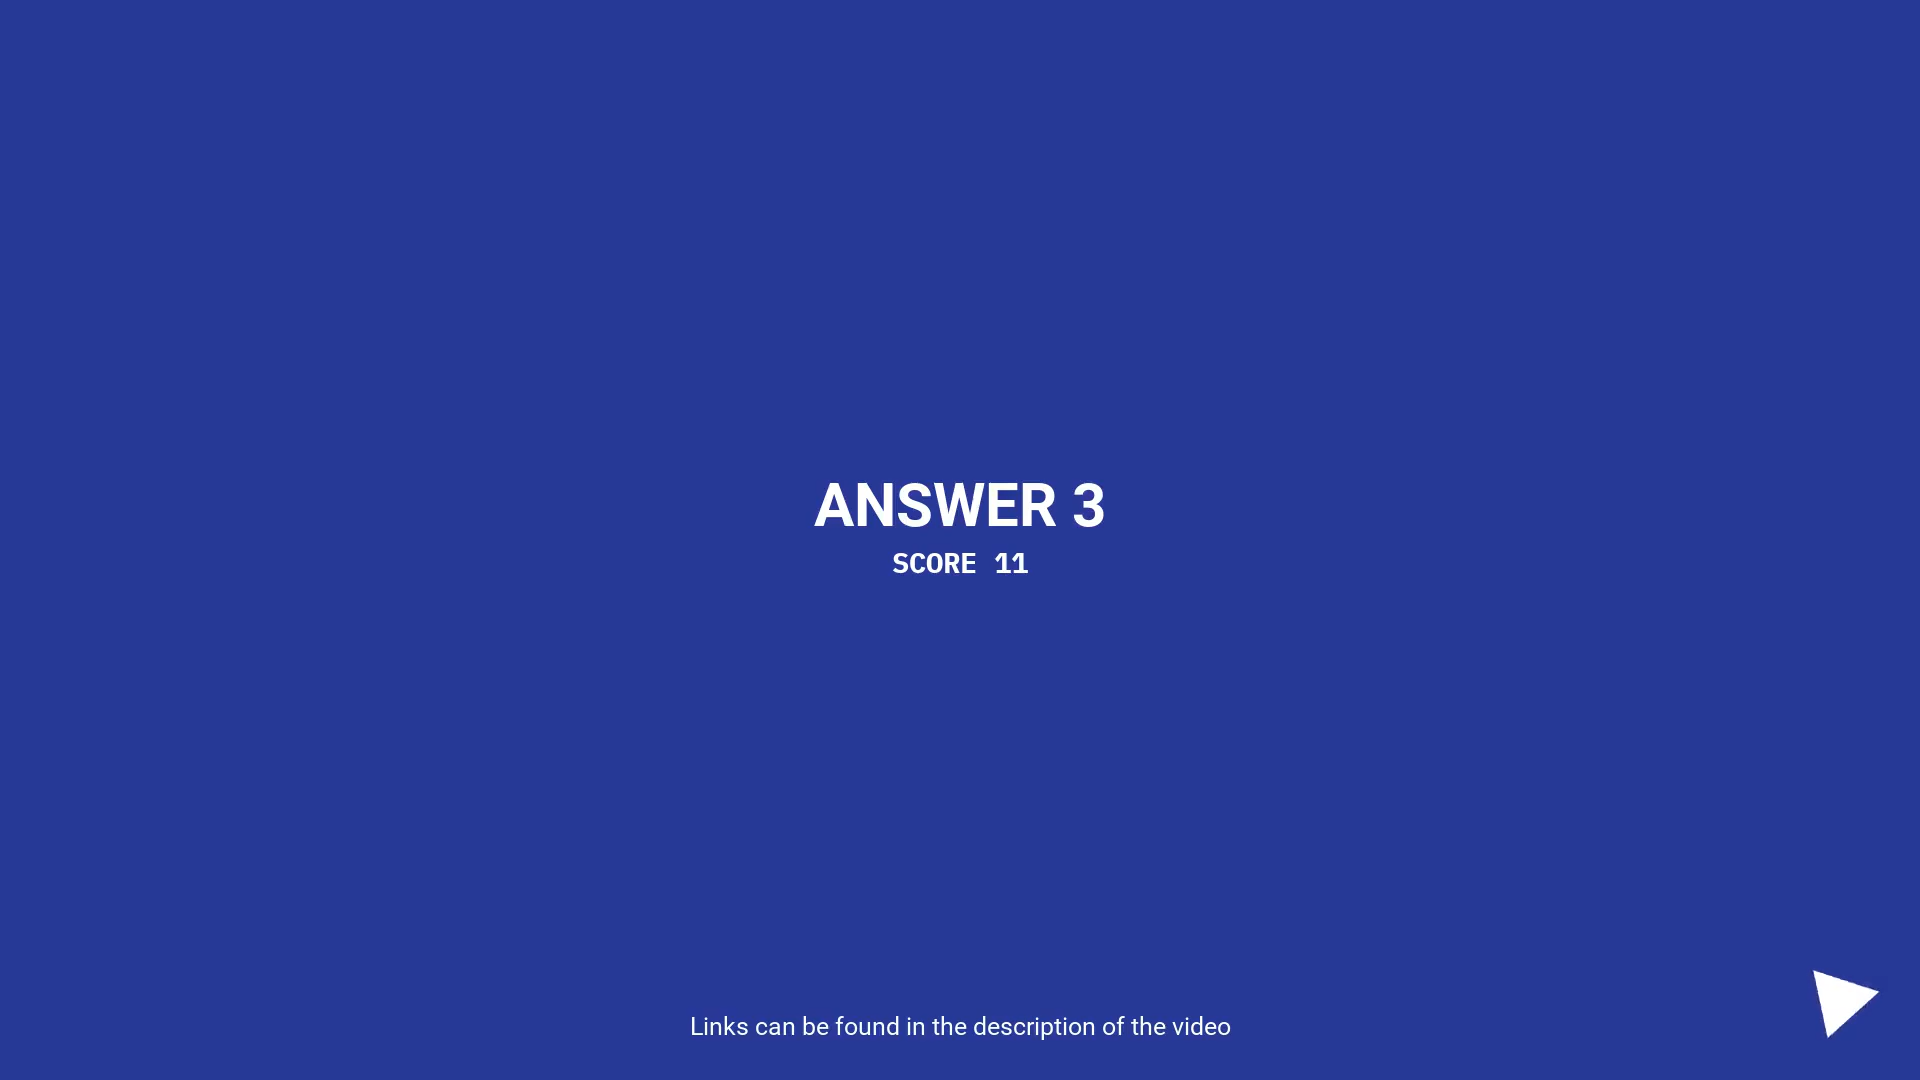 ANSWER 3
SCORE 11
Links can be found in the description of the video